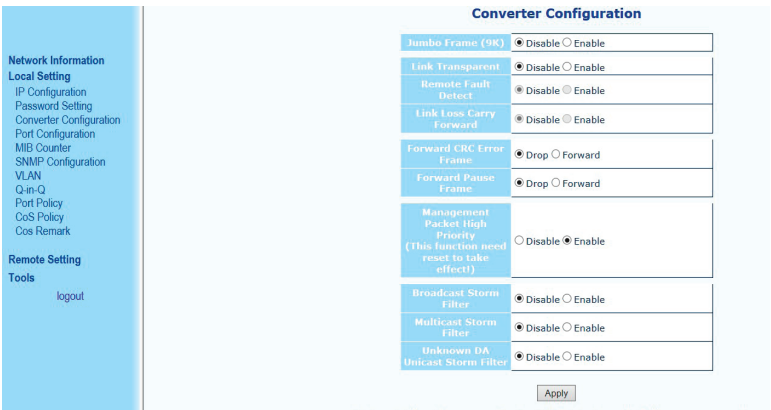 Network Information
Local Setting
IP Configuration
Password Setting
Converter Configuration
Port Configuration
MIB Counter
SNMP Configuration
VLAN
Q-in-Q
Port Policy
CoS Policy
Cos Remark
Remote Setting
Tools
logout
Converter Configuration
Jumbo Frame (9K) Disable Enable
Link Transparent Disable Enable
Remote Fault
Detect
Disable Enable
Link Loss Carry
Forward
Disable Enable
Forward CRC Error
Frame
Drop Forward
Forward Pause
Frame
Drop Forward
Management
Packet High
Priority
(This function need
reset to take
effect!)
Disable Enable
Broadcast Storm
Filter
Disable Enable
Multicast Storm
Filter
Disable Enable
Unknown DA
Unicast Storm Filter
Disable Enable
Apply